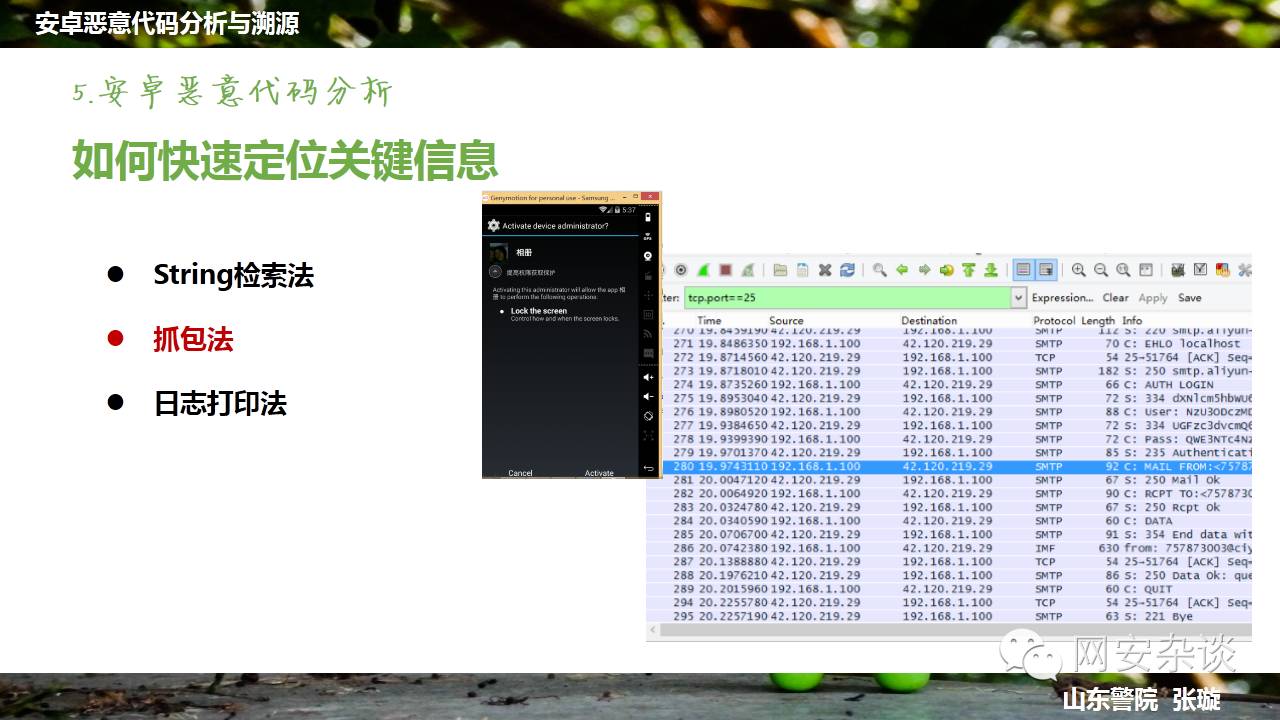 安卓恶意代码分析与溯源
5.安卓恶意代码分析
如何快速定位关键信息
String检索法
抓包法
日志打印法
Genymotion for personal use - Samsung ...
5:37
Activate device administrator?
相册
提高权限获取保护
Activating this administrator will allow the app 相
册 to perform the following operations:
Lock the screen
Control how and when the screen locks.
Cancel Activate
ter: tcp.port==25 Expression... Clear Apply Save
Time Source Destination Protocol Length Info
270 19.8459190 42.120.219.29 192.168.1.100 SMTP 112 S: 220 smtp.aliyun-
271 19.8486350 192.168.1.100 42.120.219.29 SMTP 70 C: EHLO localhost
272 19.8714560 42.120.219.29 192.168.1.100 TCP 54 25→51764 [ACK] Seq=
273 19.8718010 42.120.219.29 192.168.1.100 SMTP 182 S: 250 smtp.aliyun-
274 19.8735260 192.168.1.100 42.120.219.29 SMTP 66 C: AUTH LOGIN
275 19.8953040 42.120.219.29 192.168.1.100 SMTP 72 S: 334 dXNlcm5hbWU6
276 19.8980520 192.168.1.100 42.120.219.29 SMTP 88 C: User: NzU3ODczMD
277 19.9384650 42.120.219.29 192.168.1.100 SMTP 72 S: 334 UGFzc3dvcmQ6
278 19.9399390 192.168.1.100 42.120.219.29 SMTP 72 C: Pass: QWE3NTc4Nz
279 19.9701370 42.120.219.29 192.168.1.100 SMTP 85 S: 235 Authenticati
280 19.9743110 192.168.1.100 42.120.219.29 SMTP 92 C: MAIL FROM:<75787
281 20.0047120 42.120.219.29 192.168.1.100 SMTP 67 S: 250 Mail Ok
282 20.0064920 192.168.1.100 42.120.219.29 SMTP 90 C: RCPT TO:<7578730
283 20.0324780 42.120.219.29 192.168.1.100 SMTP 67 S: 250 Rcpt Ok
284 20.0340590 192.168.1.100 42.120.219.29 SMTP 60 C: DATA
285 20.0706700 42.120.219.29 192.168.1.100 SMTP 91 S: 354 End data wit
286 20.0742380 192.168.1.100 42.120.219.29 IMF 630 from: 757873003@ciy
287 20.1388880 42.120.219.29 192.168.1.100 TCP 54 25→51764 [ACK] Seq=
288 20.1976210 42.120.219.29 192.168.1.100 SMTP 86 S: 250 Data Ok: que
289 20.2015960 192.168.1.100 42.120.219.29 SMTP 60 C: QUIT
294 20.2255780 42.120.219.29 192.168.1.100 TCP 54 25→51764 [ACK] Seq=
295 20.2257190 42.120.219.29 192.168.1.100 SMTP 63 S: 221 Bye
网安杂谈
山东警院 张璇